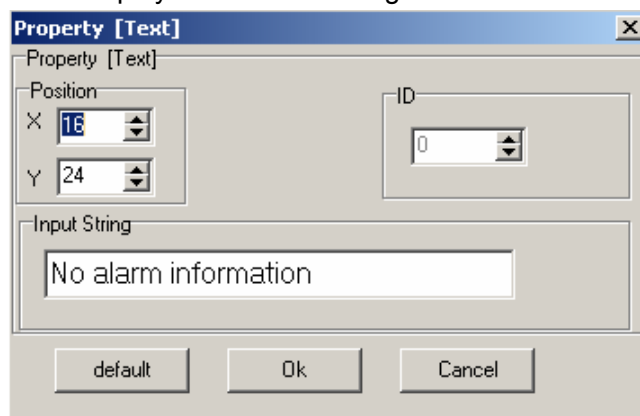 Property [Text]
Property [Text]
Position
ID
X 16
0
Y 24
Input String
No alarm information
default Ok Cancel